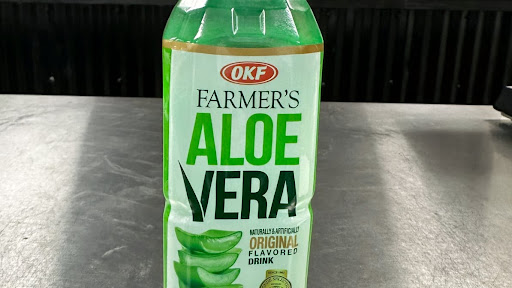 OKF
FARMER'S
ALOE
VERA
NATURALLY & ARTIFICIALLY
ORIGINAL
FLAVORED
DRINK